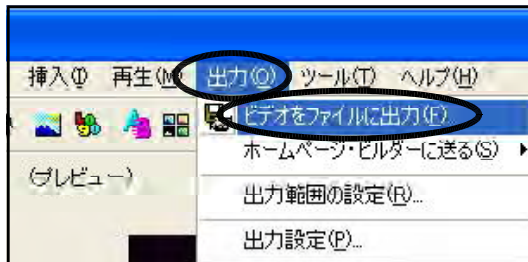 挿入(I) 再生(M) 出力(O) ツール(T) ヘルプ(H)
ビデオをファイルに出力(F)
ホームページ・ビルダーに送る(S)
(プレビュー)
出力範囲の設定(R)...
出力設定(P)...